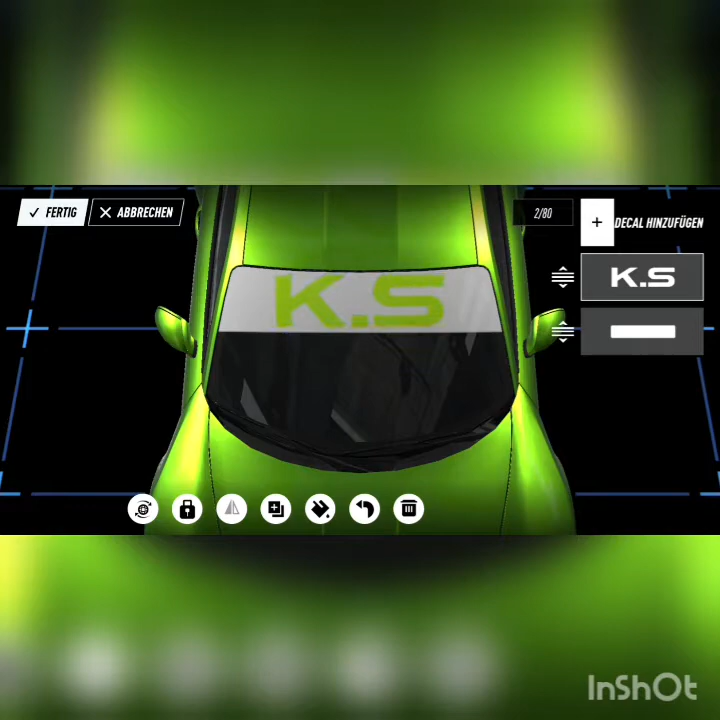 FERTIG
ABBRECHEN
2/80
+ DECAL HINZUFÜGEN
K.S
K.S
InShOt